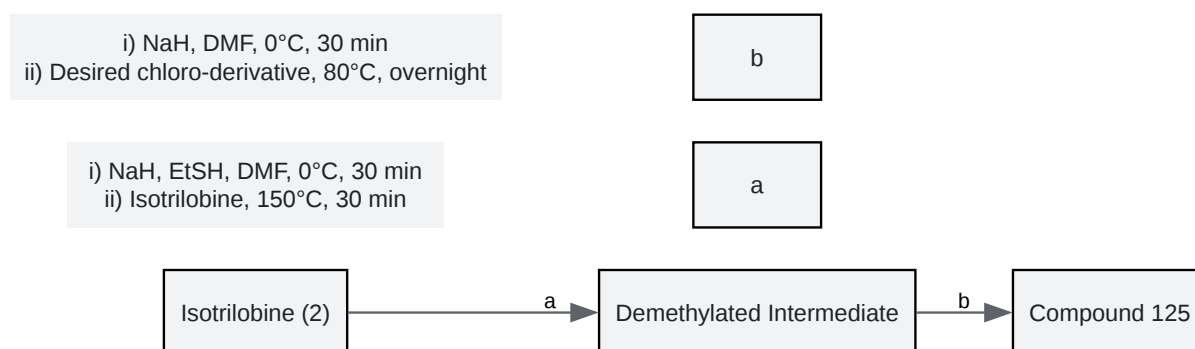 i) NaH, DMF, 0°C, 30 min
ii) Desired chloro-derivative, 80°C, overnight
b
i) NaH, EtSH, DMF, 0°C, 30 min
ii) Isotrilobine, 150°C, 30 min
a
Isotrilobine (2)
a
Demethylated Intermediate
b
Compound 125